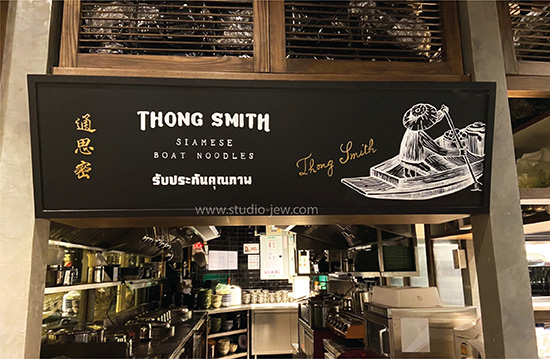 通思密
THONG SMITH
SIAMESE
BOAT NOODLES
รับประกันคุณภาพ
Thong Smith
www.studio-jew.com